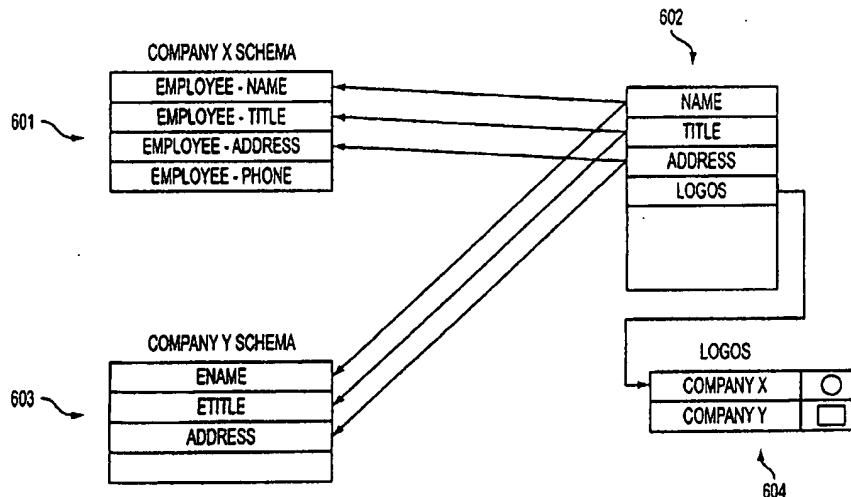 COMPANY X SCHEMA
EMPLOYEE - NAME
EMPLOYEE - TITLE
EMPLOYEE - ADDRESS
EMPLOYEE - PHONE
601
602
NAME
TITLE
ADDRESS
LOGOS
COMPANY Y SCHEMA
ENAME
ETITLE
ADDRESS
603
LOGOS
COMPANY X
COMPANY Y
604